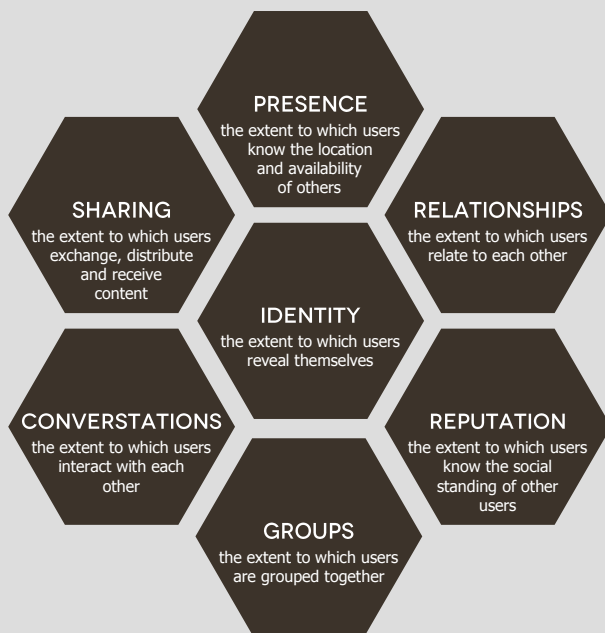 PRESENCE
the extent to which users
know the location
and availability
of others
SHARING
the extent to which users
exchange, distribute
and receive
content
RELATIONSHIPS
the extent to which users
relate to each other
IDENTITY
the extent to which users
reveal themselves
CONVERSTATIONS
the extent to which users
interact with each
other
REPUTATION
the extent to which users
know the social
standing of other
users
GROUPS
the extent to which users
are grouped together